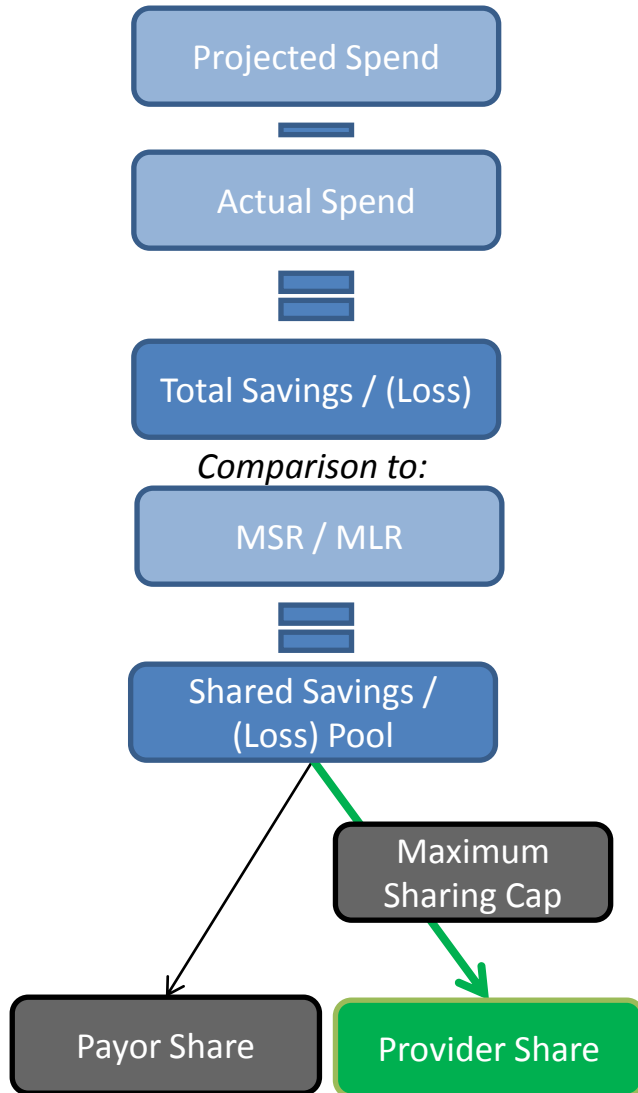 Projected Spend
Actual Spend
Total Savings / (Loss)
Comparison to:
MSR / MLR
Shared Savings /
(Loss) Pool
Maximum
Sharing Cap
Payor Share
Provider Share